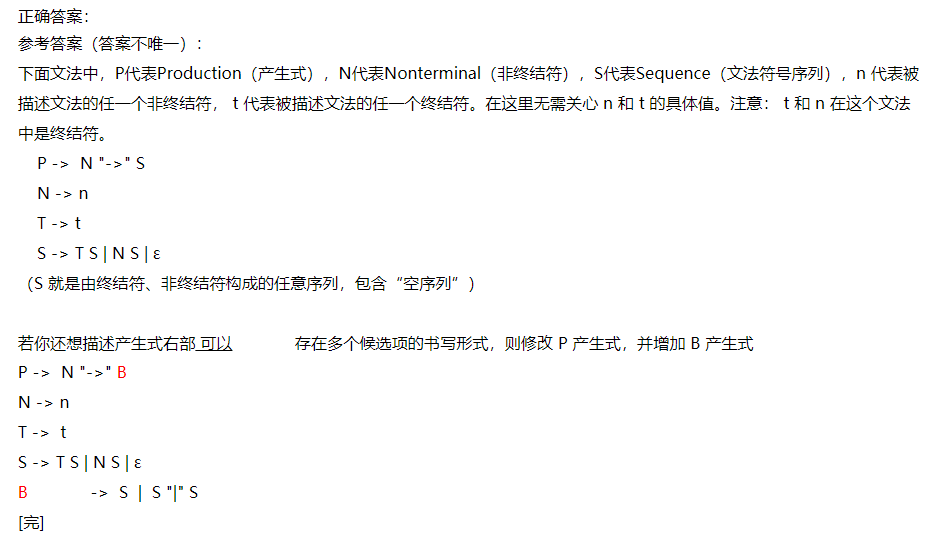 正确答案：
参考答案（答案不唯一）：
下面文法中，P代表Production（产生式），N代表Nonterminal（非终结符），S代表Sequence（文法符号序列），n 代表被
描述文法的任一个非终结符， t 代表被描述文法的任一个终结符。在这里无需关心 n 和 t 的具体值。注意： t 和 n 在这个文法
中是终结符。
P -> N "->" S
N -> n
T -> t
S -> T S | N S | ε
（S 就是由终结符、非终结符构成的任意序列，包含“空序列”）
若你还想描述产生式右部 可以 存在多个候选项的书写形式，则修改 P 产生式，并增加 B 产生式
P -> N "->" B
N -> n
T -> t
S -> T S | N S | ε
B -> S | S "|" S
[完]